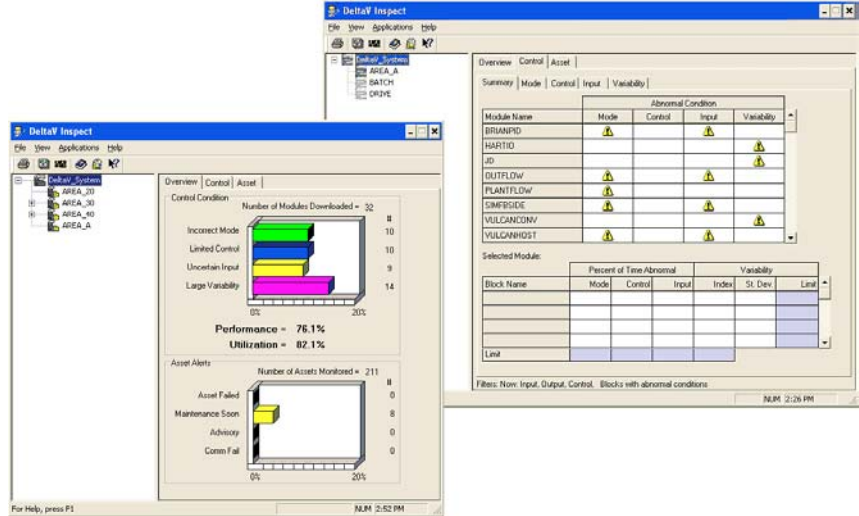 DeltaV Inspect
File View Applications Help
DeltaV_System
AREA_A
BATCH
DRIVE
Overview Control Asset
Summary Mode Control Input Variability
Abnormal Condition
Module Name Mode Control Input Variability
BRIANPID
HARTIO
JD
OUTFLOW
PLANTFLOW
SIMFBSIDE
VULCANCONV
VULCANHOST
Selected Module:
Percent of Time Abnormal Variability
Block Name Mode Control Input Index St. Dev. Limit
Limit
Filters: Now: Input, Output, Control, Blocks with abnormal conditions
NUM 2:26 PM
DeltaV Inspect
File View Applications Help
DeltaV_System
AREA_20
AREA_30
AREA_40
AREA_A
Overview Control Asset
Control Condition
Number of Modules Downloaded = 32
#
Incorrect Mode 10
Limited Control 10
Uncertain Input 9
Large Variability 14
0% 20%
Performance = 76.1%
Utilization = 82.1%
Asset Alerts
Number of Assets Monitored = 211
#
Asset Failed 0
Maintenance Soon 8
Advisory 0
Comm Fail 0
0% 20%
For Help, press F1
NUM 2:52 PM